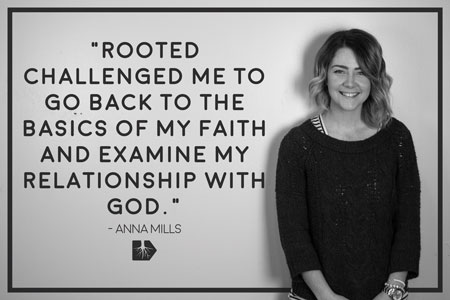 "ROOTED
CHALLENGED ME TO
GO BACK TO THE
BASICS OF MY FAITH
AND EXAMINE MY
RELATIONSHIP WITH
GOD."
- ANNA MILLS